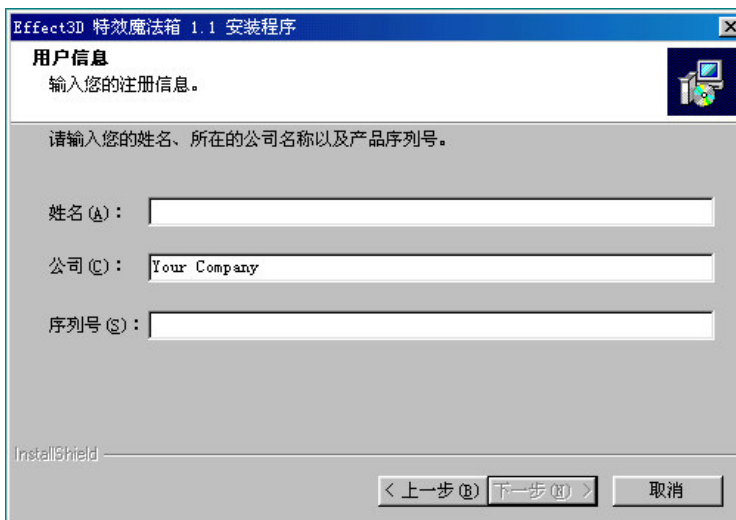 Effect3D 特效魔法箱 1.1 安装程序
用户信息
输入您的注册信息。
请输入您的姓名、所在的公司名称以及产品序列号。
姓名(A)：
公司(C)： Your Company
序列号(S)：
InstallShield
< 上一步(B) 下一步(N) > 取消